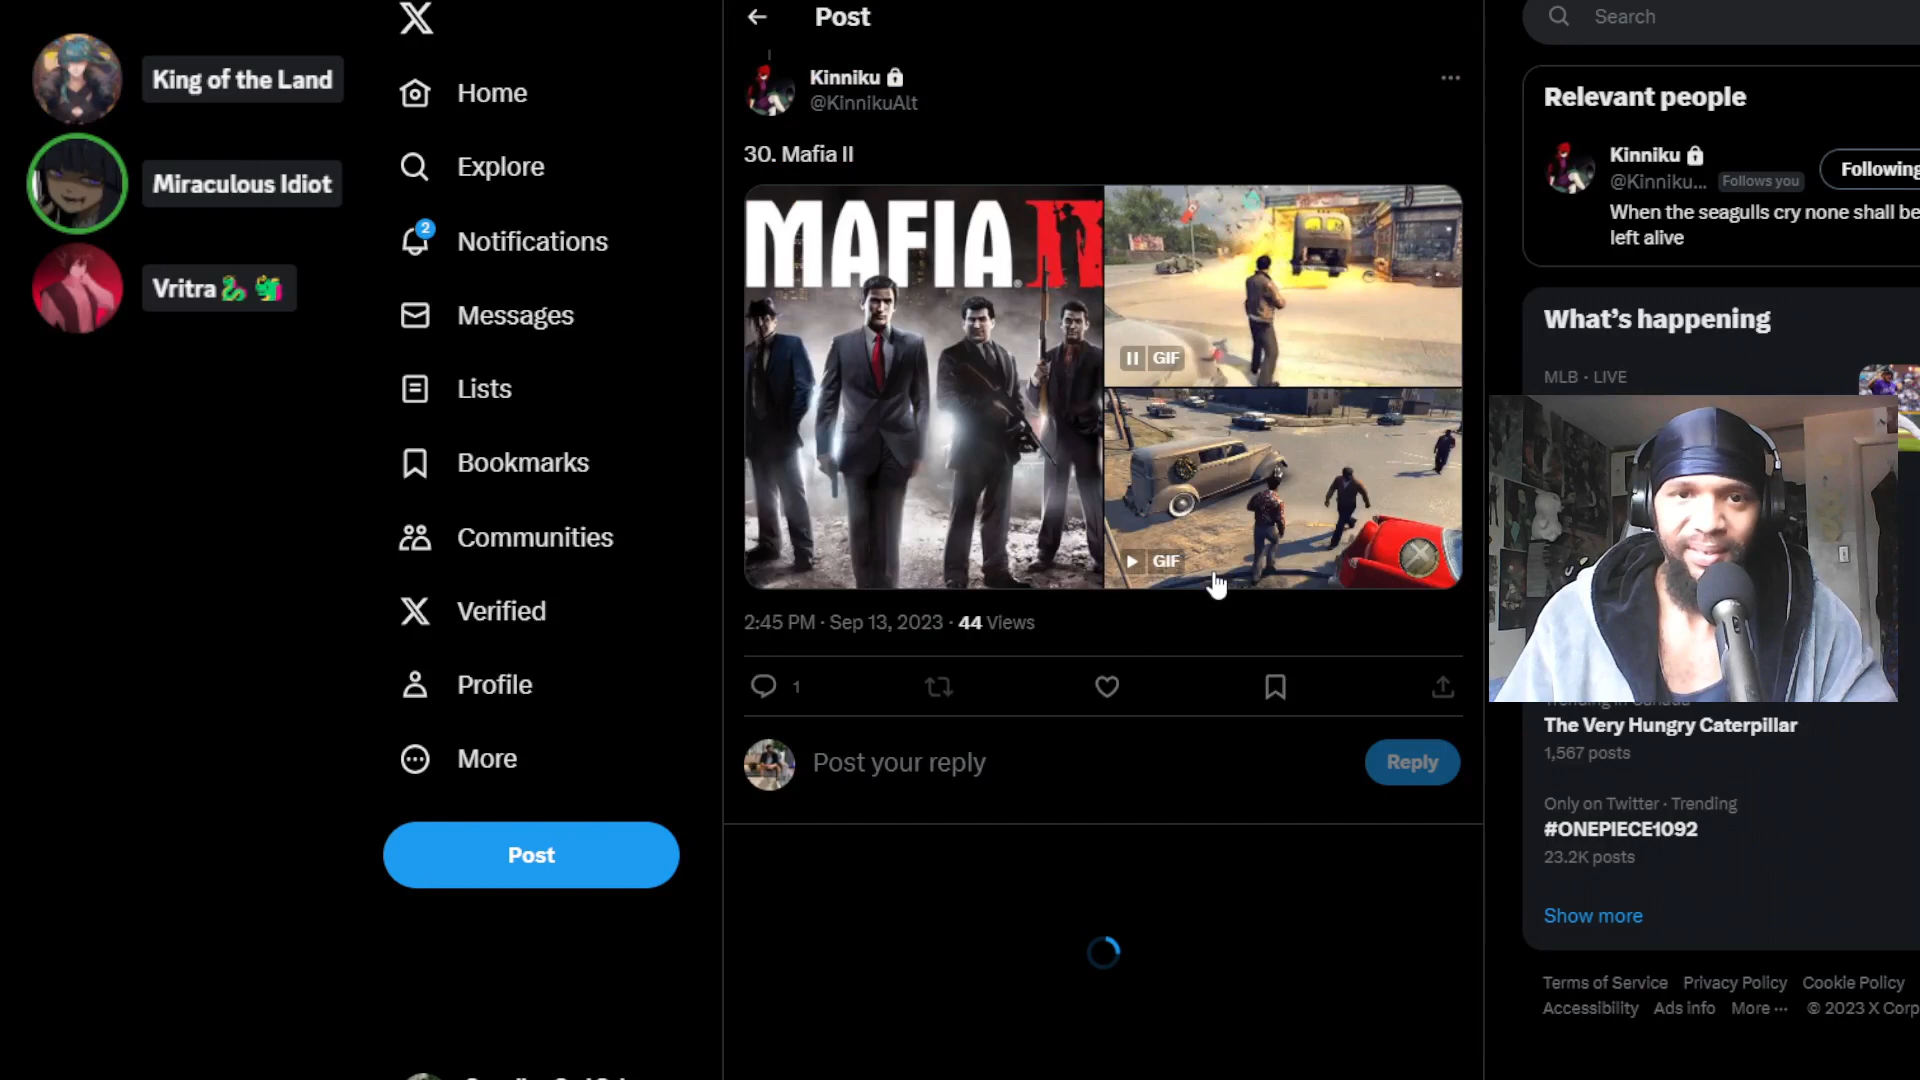 King of the Land
Miraculous Idiot
Vritra🐍 🐲
Home
Explore
2
Notifications
Messages
Lists
Bookmarks
Communities
Verified
Profile
More
Post
Post
Kinniku
@KinnikuAlt
30. Mafia II
MAFIA II
GIF
GIF
2:45 PM · Sep 13, 2023 · 44 Views
1
Post your reply
Reply
Search
Relevant people
Kinniku
@Kinniku... Follows you
Following
When the seagulls cry none shall be
left alive
What's happening
MLB · LIVE
Trending in Canada
The Very Hungry Caterpillar
1,567 posts
Only on Twitter · Trending
#ONEPIECE1092
23.2K posts
Show more
Terms of Service Privacy Policy Cookie Policy
Accessibility Ads info More ··· © 2023 X Corp